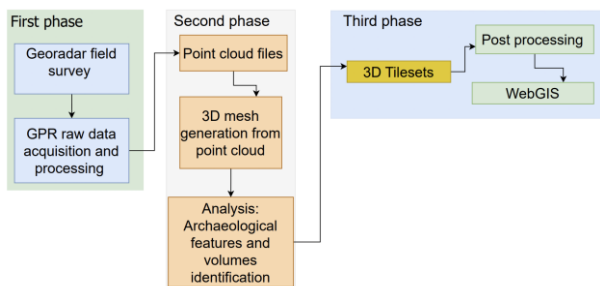 First phase
Georadar field
survey
GPR raw data
acquisition and
processing
Second phase
Point cloud files
3D mesh
generation from
point cloud
Analysis:
Archaeological
features and
volumes
identification
Third phase
3D Tilesets
Post processing
WebGIS